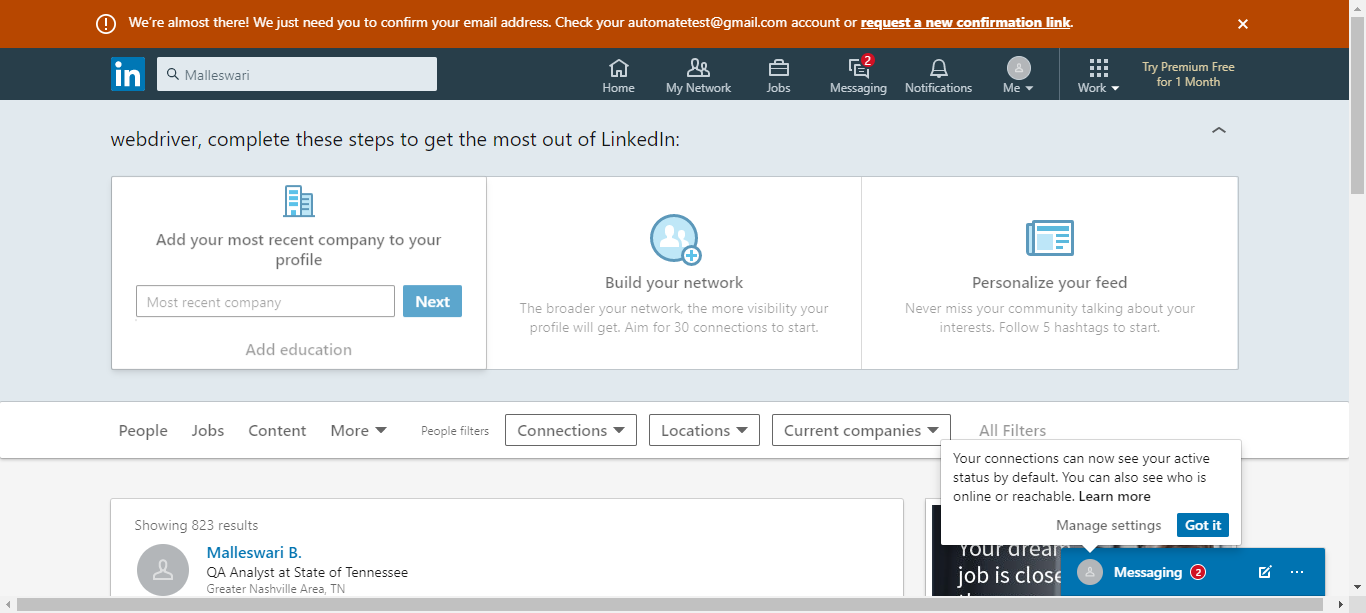 We're almost there! We just need you to confirm your email address. Check your automatetest@gmail.com account or request a new confirmation link.
in
Malleswari
Home
My Network
Jobs
2
Messaging
Notifications
Me
Work
Try Premium Free
for 1 Month
webdriver, complete these steps to get the most out of LinkedIn:
Add your most recent company to your
profile
Most recent company
Next
Add education
Build your network
The broader your network, the more visibility your
profile will get. Aim for 30 connections to start.
Personalize your feed
Never miss your community talking about your
interests. Follow 5 hashtags to start.
People
Jobs
Content
More
People filters
Connections
Locations
Current companies
All Filters
Your connections can now see your active
status by default. You can also see who is
online or reachable. Learn more
Manage settings
Got it
Showing 823 results
Malleswari B.
QA Analyst at State of Tennessee
Greater Nashville Area, TN
Your dream
job is close
Messaging 2